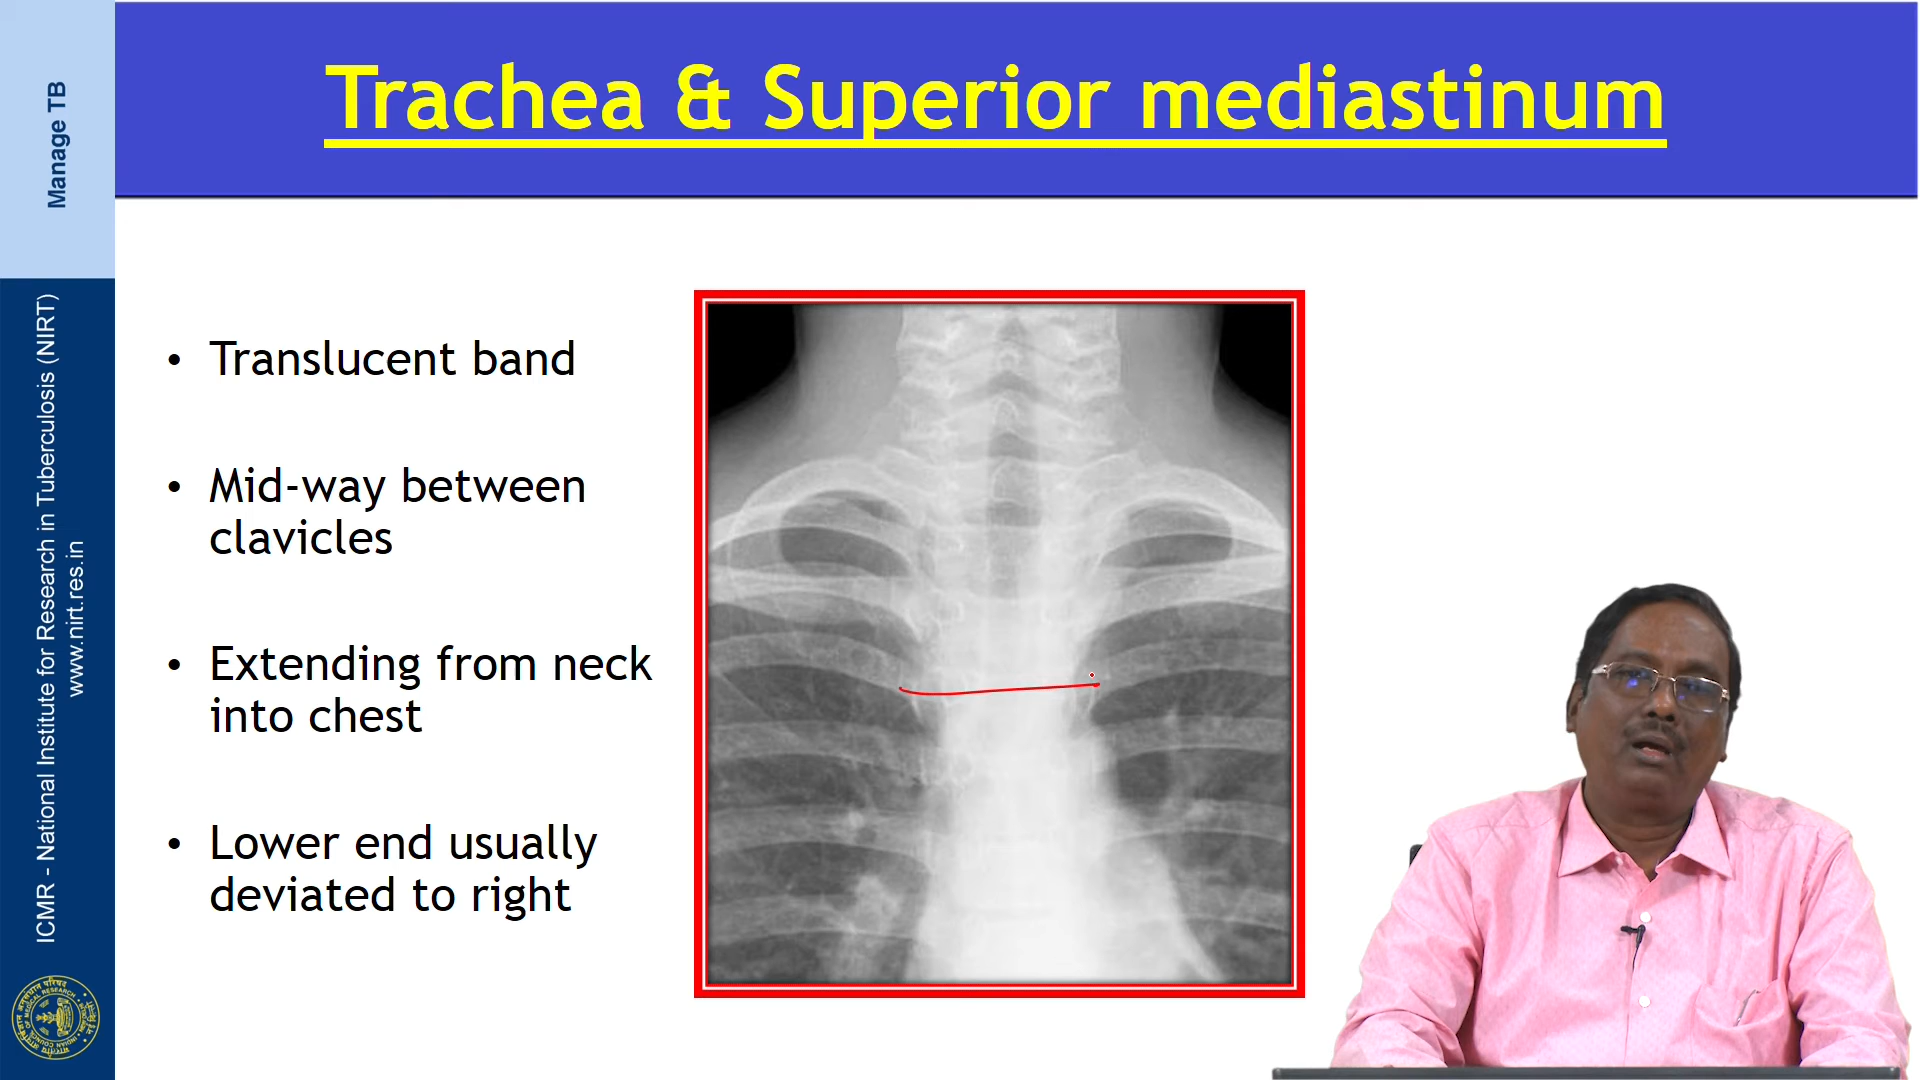 Manage TB
ICMR - National Institute for Research in Tuberculosis (NIRT)
www.nirt.res.in
Trachea & Superior mediastinum
• Translucent band
• Mid-way between
clavicles
• Extending from neck
into chest
• Lower end usually
deviated to right